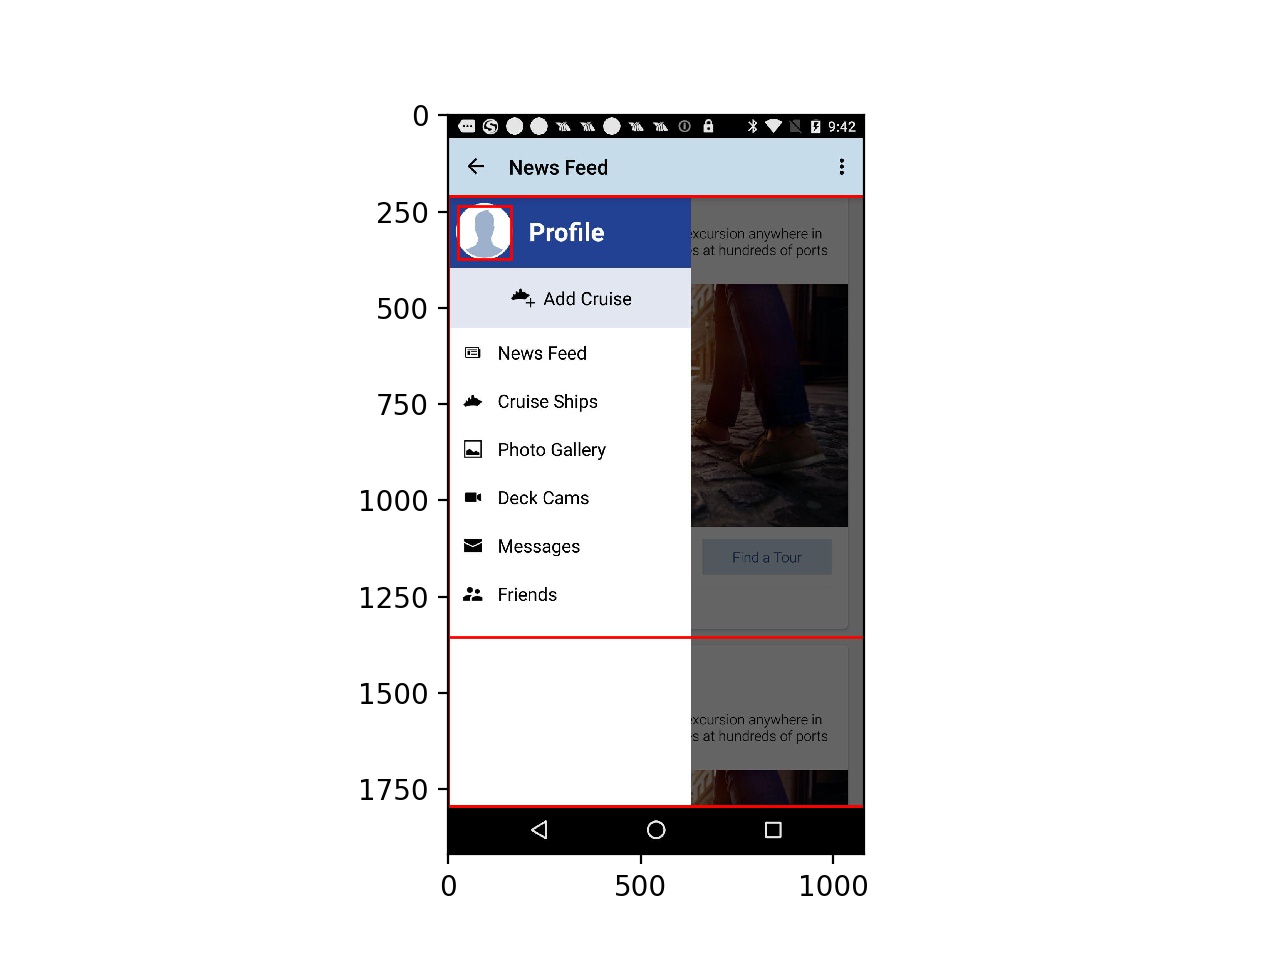 0
250
500
750
1000
1250
1500
1750
0
500
1000
9:42
News Feed
Profile
excursion anywhere in
s at hundreds of ports
Add Cruise
News Feed
Cruise Ships
Photo Gallery
Deck Cams
Messages
Friends
Find a Tour
excursion anywhere in
s at hundreds of ports